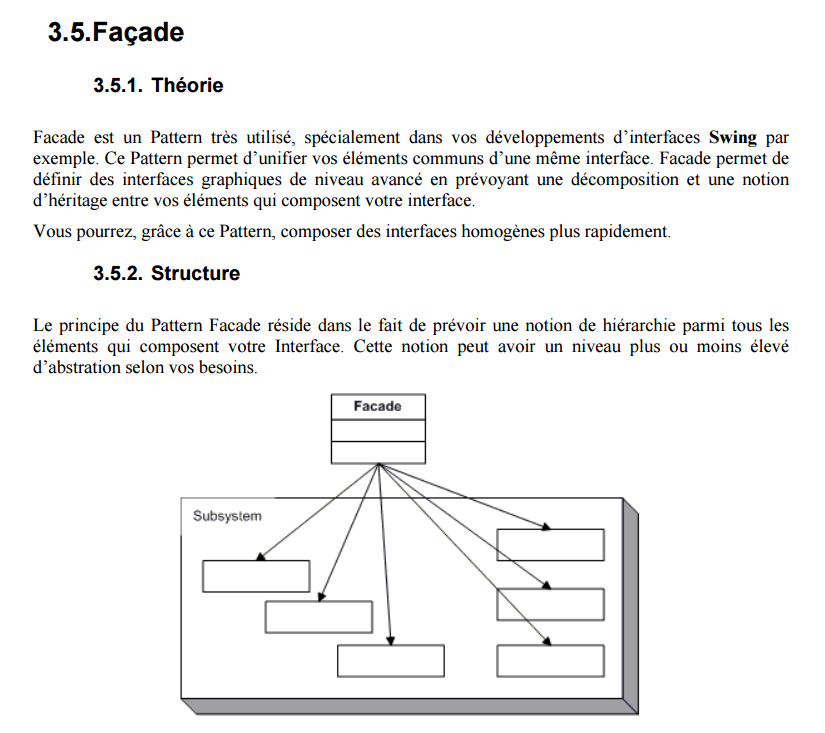 3.5.Façade
3.5.1. Théorie
Facade est un Pattern très utilisé, spécialement dans vos développements d'interfaces Swing par
exemple. Ce Pattern permet d'unifier vos éléments communs d'une même interface. Facade permet de
définir des interfaces graphiques de niveau avancé en prévoyant une décomposition et une notion
d'héritage entre vos éléments qui composent votre interface.
Vous pourrez, grâce à ce Pattern, composer des interfaces homogènes plus rapidement.
3.5.2. Structure
Le principe du Pattern Facade réside dans le fait de prévoir une notion de hiérarchie parmi tous les
éléments qui composent votre Interface. Cette notion peut avoir un niveau plus ou moins élevé
d'abstration selon vos besoins.
Facade
Subsystem